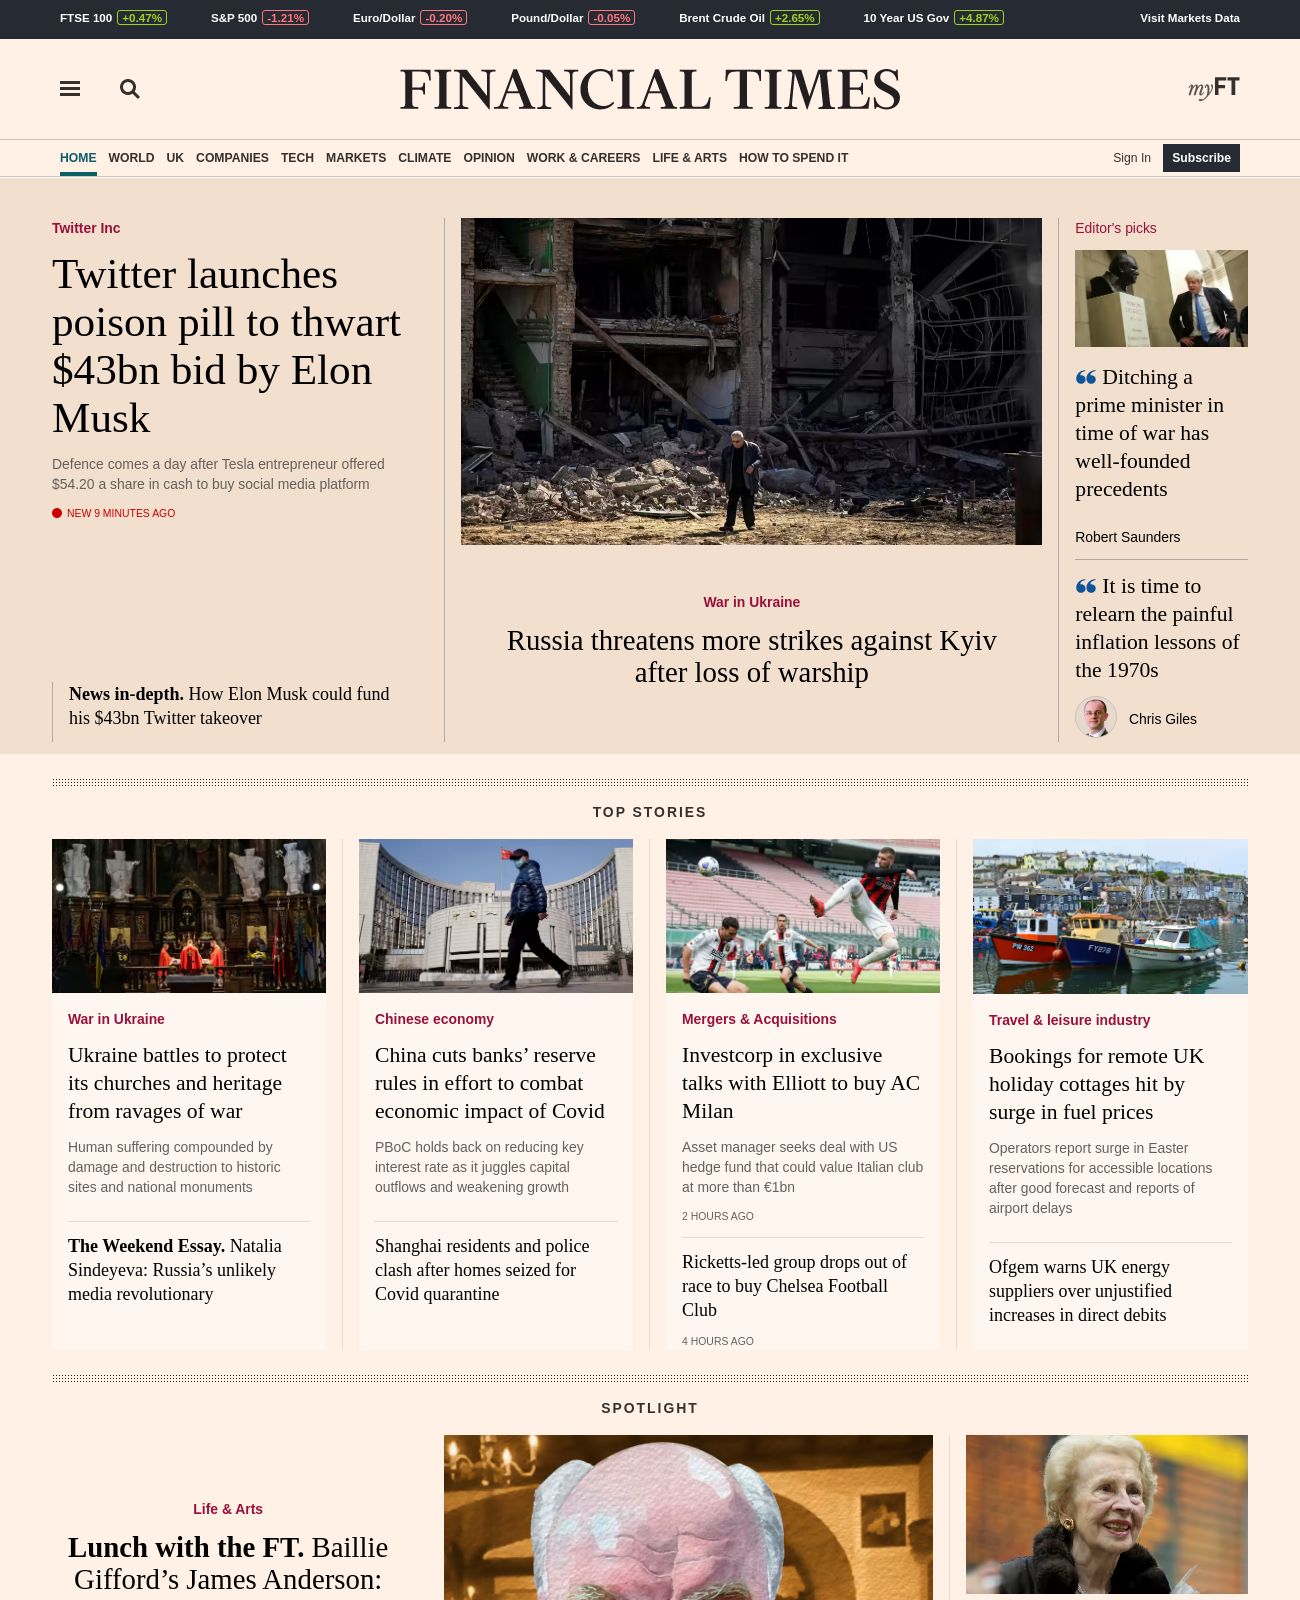 FTSE 100 +0.47% S&P 500 -1.21% Euro/Dollar -0.20% Pound/Dollar -0.05% Brent Crude Oil +2.65% 10 Year US Gov +4.87% Visit Markets Data
FINANCIAL TIMES
myFT
HOME WORLD UK COMPANIES TECH MARKETS CLIMATE OPINION WORK & CAREERS LIFE & ARTS HOW TO SPEND IT Sign In Subscribe
Twitter Inc
Twitter launches
poison pill to thwart
$43bn bid by Elon
Musk
Defence comes a day after Tesla entrepreneur offered
$54.20 a share in cash to buy social media platform
NEW 9 MINUTES AGO
News in-depth. How Elon Musk could fund
his $43bn Twitter takeover
War in Ukraine
Russia threatens more strikes against Kyiv
after loss of warship
Editor's picks
“ Ditching a
prime minister in
time of war has
well-founded
precedents
Robert Saunders
“ It is time to
relearn the painful
inflation lessons of
the 1970s
Chris Giles
TOP STORIES
War in Ukraine
Ukraine battles to protect
its churches and heritage
from ravages of war
Human suffering compounded by
damage and destruction to historic
sites and national monuments
The Weekend Essay. Natalia
Sindeyeva: Russia’s unlikely
media revolutionary
Chinese economy
China cuts banks’ reserve
rules in effort to combat
economic impact of Covid
PBoC holds back on reducing key
interest rate as it juggles capital
outflows and weakening growth
Shanghai residents and police
clash after homes seized for
Covid quarantine
Mergers & Acquisitions
Investcorp in exclusive
talks with Elliott to buy AC
Milan
Asset manager seeks deal with US
hedge fund that could value Italian club
at more than €1bn
2 HOURS AGO
Ricketts-led group drops out of
race to buy Chelsea Football
Club
4 HOURS AGO
PW 362
FY278
Travel & leisure industry
Bookings for remote UK
holiday cottages hit by
surge in fuel prices
Operators report surge in Easter
reservations for accessible locations
after good forecast and reports of
airport delays
Ofgem warns UK energy
suppliers over unjustified
increases in direct debits
SPOTLIGHT
Life & Arts
Lunch with the FT. Baillie
Gifford’s James Anderson: